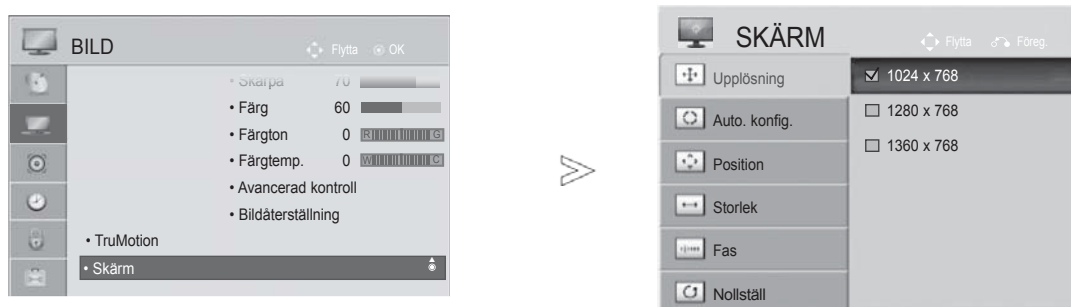 BILD
Flytta OK
• Skärpa 70
• Färg 60
• Färgton 0 R G
• Färgtemp. 0 W C
• Avancerad kontroll
• Bildåterställning
• TruMotion
• Skärm
SKÄRM
Flytta Föreg.
Upplösning
Auto. konfig.
Position
Storlek
Fas
Nollställ
1024 x 768
1280 x 768
1360 x 768